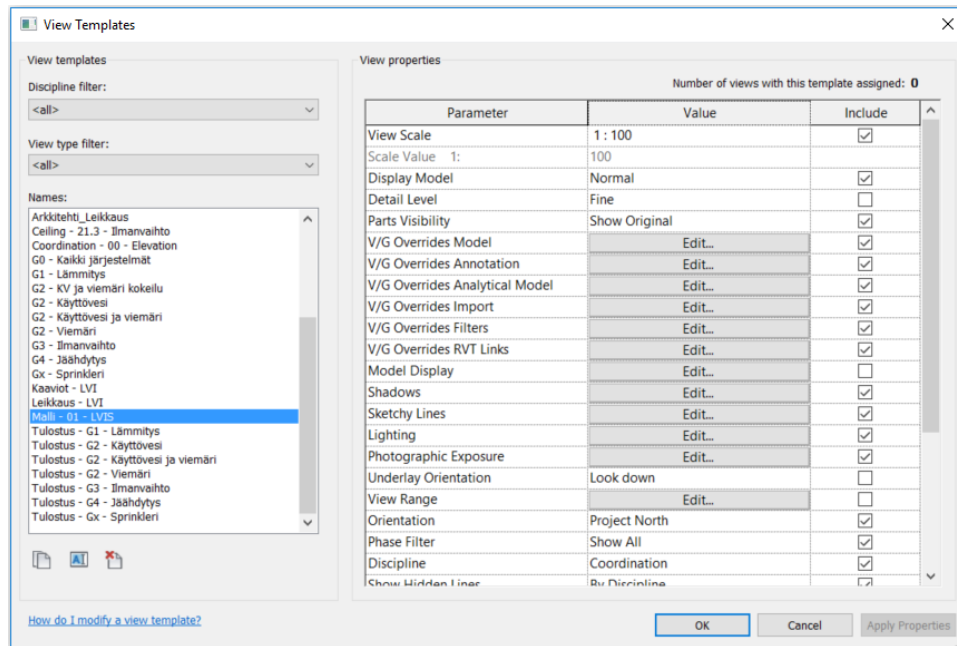 View Templates
View templates
Discipline filter:
<all>
View type filter:
<all>
Names:
Arkkitehti_Leikkaus
Ceiling - 21.3 - Ilmanvaihto
Coordination - 00 - Elevation
G0 - Kaikki järjestelmät
G1 - Lämmitys
G2 - KV ja viemäri kokeilu
G2 - Käyttövesi
G2 - Käyttövesi ja viemäri
G2 - Viemäri
G3 - Ilmanvaihto
G4 - Jäähdytys
Gx - Sprinkleri
Kaaviot - LVI
Leikkaus - LVI
Malli - 01 - LVIS
Tulostus - G1 - Lämmitys
Tulostus - G2 - Käyttövesi
Tulostus - G2 - Käyttövesi ja viemäri
Tulostus - G2 - Viemäri
Tulostus - G3 - Ilmanvaihto
Tulostus - G4 - Jäähdytys
Tulostus - Gx - Sprinkleri
How do I modify a view template?
View properties
Number of views with this template assigned: 0
Parameter Value Include
View Scale 1 : 100
Scale Value 1: 100
Display Model Normal
Detail Level Fine
Parts Visibility Show Original
V/G Overrides Model Edit...
V/G Overrides Annotation Edit...
V/G Overrides Analytical Model Edit...
V/G Overrides Import Edit...
V/G Overrides Filters Edit...
V/G Overrides RVT Links Edit...
Model Display Edit...
Shadows Edit...
Sketchy Lines Edit...
Lighting Edit...
Photographic Exposure Edit...
Underlay Orientation Look down
View Range Edit...
Orientation Project North
Phase Filter Show All
Discipline Coordination
Show Hidden Lines By Discipline
OK Cancel Apply Properties